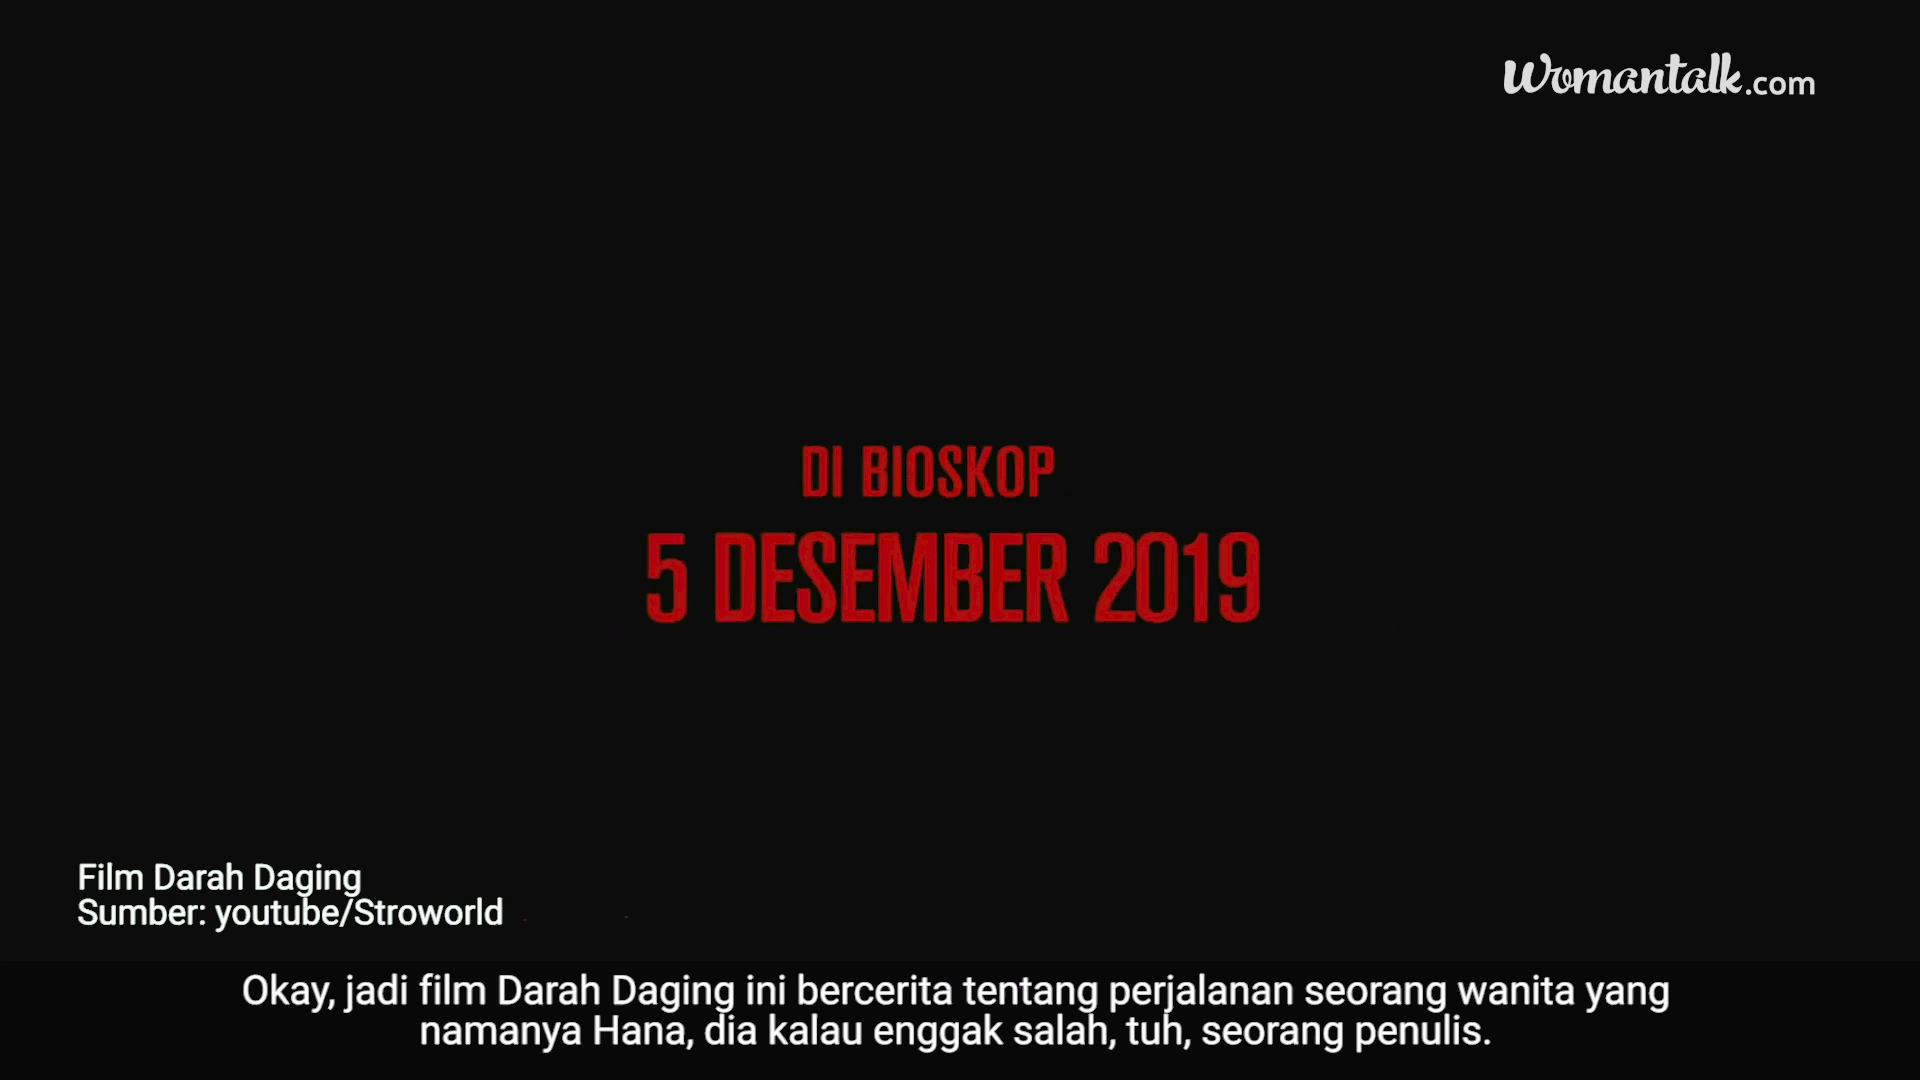 Womantalk.com
DI BIOSKOP
5 DESEMBER 2019
Film Darah Daging
Sumber: youtube/Stroworld
Okay, jadi film Darah Daging ini bercerita tentang perjalanan seorang wanita yang
namanya Hana, dia kalau enggak salah, tuh, seorang penulis.